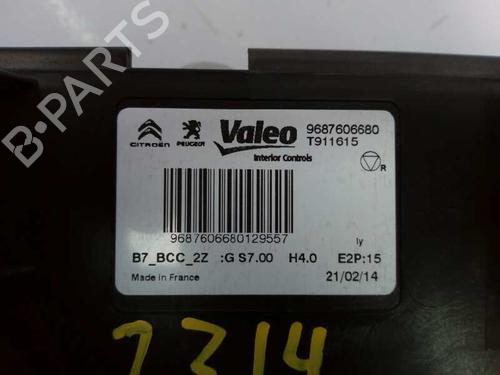 CITROËN PEUGEOT Valeo 9687606680
T911615
Interior Controls
R
9687606680129557
ly
B7_BCC_2Z :G S7.00 H4.0 E2P:15
Made in France 21/02/14
2314
B-PARTS